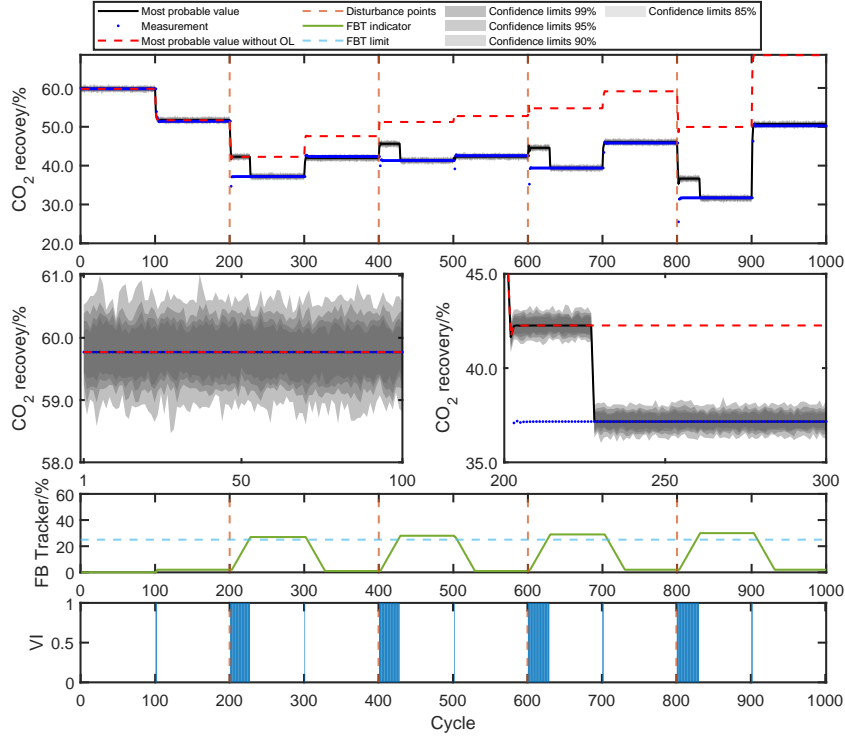 Most probable value
Measurement
Most probable value without OL
Disturbance points
FBT indicator
FBT limit
Confidence limits 99%
Confidence limits 95%
Confidence limits 90%
Confidence limits 85%
CO2 recovey/%
60.0
50.0
40.0
30.0
20.0
0 100 200 300 400 500 600 700 800 900 1000
CO2 recovey/%
61.0
60.0
59.0
58.0
1 50 100
CO2 recovery/%
45.0
42.0
39.0
35.0
200 250 300
FB Tracker/%
60
40
20
0
0 100 200 300 400 500 600 700 800 900 1000
VI
1
0.5
0
0 100 200 300 400 500 600 700 800 900 1000
Cycle